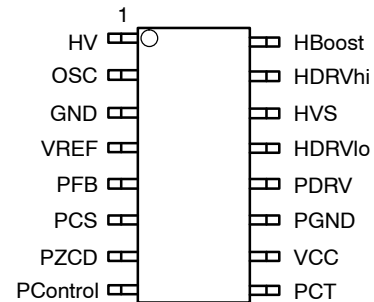 1
HV
HBoost
OSC
HDRVhi
GND
HVS
VREF
HDRVlo
PFB
PDRV
PCS
PGND
PZCD
VCC
PControl
PCT